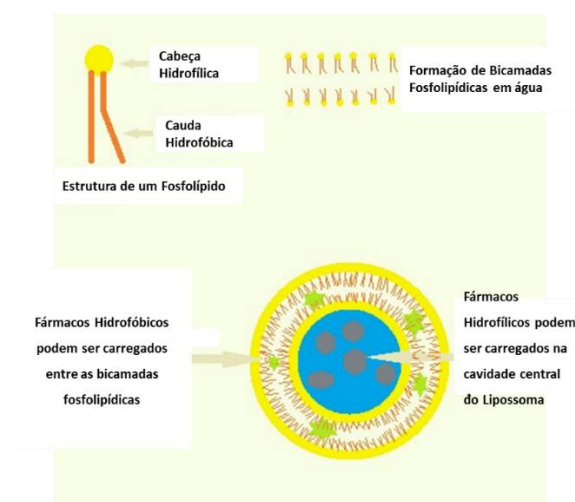 Cabeça
Hidrofílica
Cauda
Hidrofóbica
Estrutura de um Fosfolípido
Formação de Bicamadas
Fosfolipídicas em água
Fármacos Hidrofóbicos
podem ser carregados
entre as bicamadas
fosfolipídicas
Fármacos
Hidrofílicos podem
ser carregados na
cavidade central
do Lipossoma